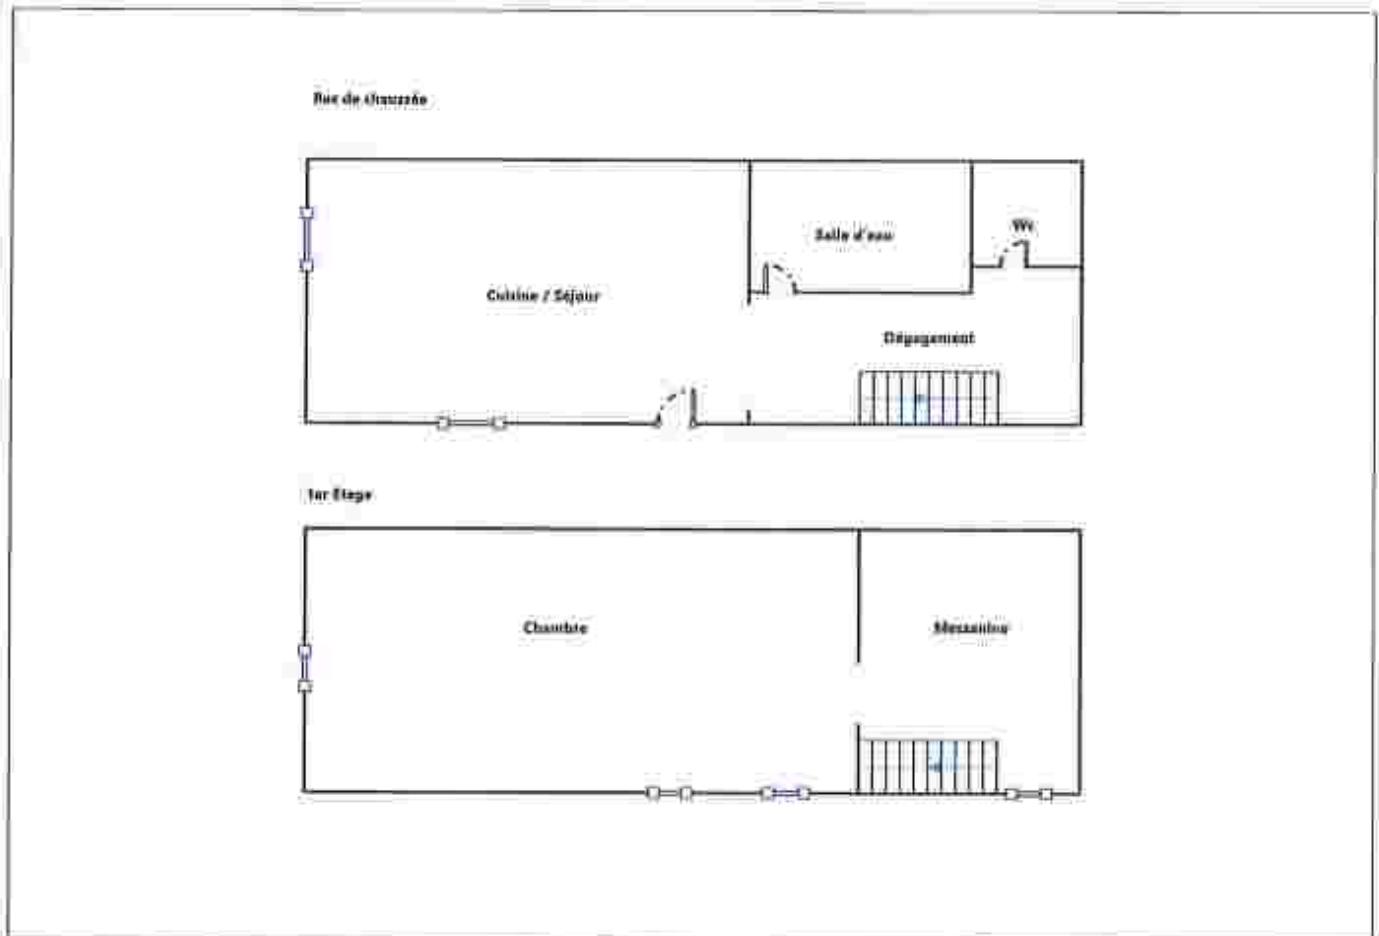 Rez de chaussée
Salle d'eau
Wc
Cuisine / Séjour
Dégagement
1er Etage
Chambre
Mezzanine